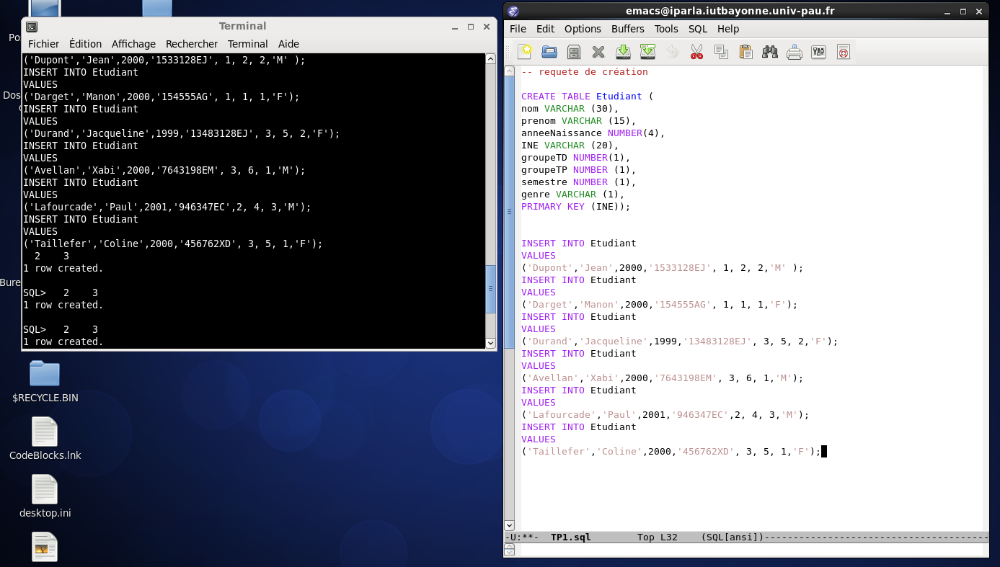 Terminal
Fichier Édition Affichage Rechercher Terminal Aide
('Dupont','Jean',2000,'1533128EJ', 1, 2, 2,'M' );
INSERT INTO Etudiant
VALUES
('Darget','Manon',2000,'154555AG', 1, 1, 1,'F');
INSERT INTO Etudiant
VALUES
('Durand','Jacqueline',1999,'13483128EJ', 3, 5, 2,'F');
INSERT INTO Etudiant
VALUES
('Avellan','Xabi',2000,'7643198EM', 3, 6, 1,'M');
INSERT INTO Etudiant
VALUES
('Lafourcade','Paul',2001,'946347EC',2, 4, 3,'M');
INSERT INTO Etudiant
VALUES
('Taillefer','Coline',2000,'456762XD', 3, 5, 1,'F');
  2    3
1 row created.
SQL>   2    3
1 row created.
SQL>   2    3
1 row created.
Po
Dos
Bure
$RECYCLE.BIN
CodeBlocks.lnk
desktop.ini
emacs@iparla.iutbayonne.univ-pau.fr
File Edit Options Buffers Tools SQL Help
-- requete de création
CREATE TABLE Etudiant (
nom VARCHAR (30),
prenom VARCHAR (15),
anneeNaissance NUMBER(4),
INE VARCHAR (20),
groupeTD NUMBER(1),
groupeTP NUMBER (1),
semestre NUMBER (1),
genre VARCHAR (1),
PRIMARY KEY (INE));
INSERT INTO Etudiant
VALUES
('Dupont','Jean',2000,'1533128EJ', 1, 2, 2,'M' );
INSERT INTO Etudiant
VALUES
('Darget','Manon',2000,'154555AG', 1, 1, 1,'F');
INSERT INTO Etudiant
VALUES
('Durand','Jacqueline',1999,'13483128EJ', 3, 5, 2,'F');
INSERT INTO Etudiant
VALUES
('Avellan','Xabi',2000,'7643198EM', 3, 6, 1,'M');
INSERT INTO Etudiant
VALUES
('Lafourcade','Paul',2001,'946347EC',2, 4, 3,'M');
INSERT INTO Etudiant
VALUES
('Taillefer','Coline',2000,'456762XD', 3, 5, 1,'F');
-U:**-  TP1.sql        Top L32    (SQL[ansi])---------------------------------------